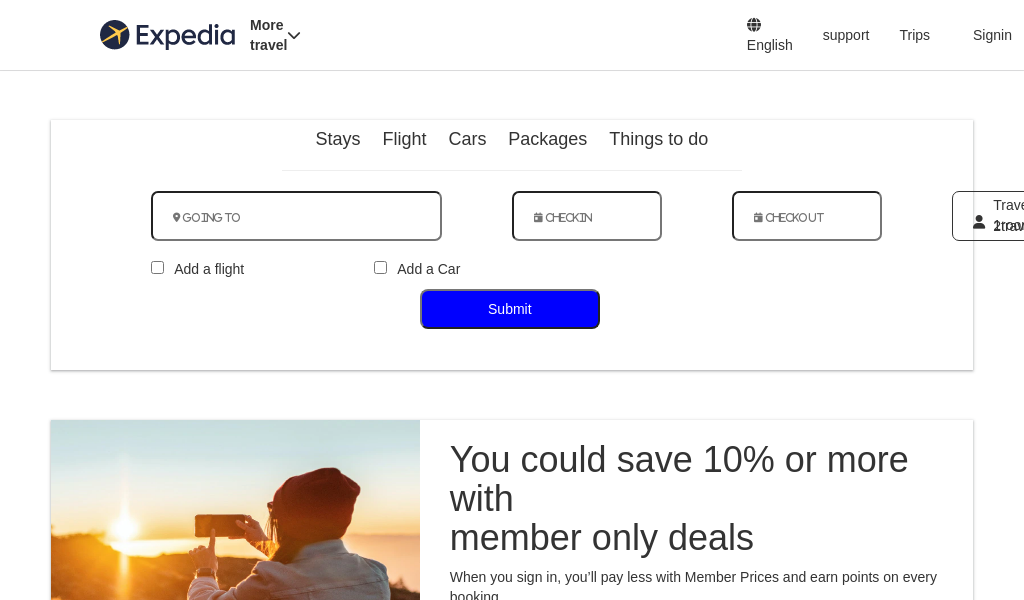 Expedia
More
travel
English
support
Trips
Signin
Stays
Flight
Cars
Packages
Things to do
GOING TO
CHECKIN
CHECKOUT
Add a flight
Add a Car
Submit
You could save 10% or more
with
member only deals
When you sign in, you’ll pay less with Member Prices and earn points on every
booking